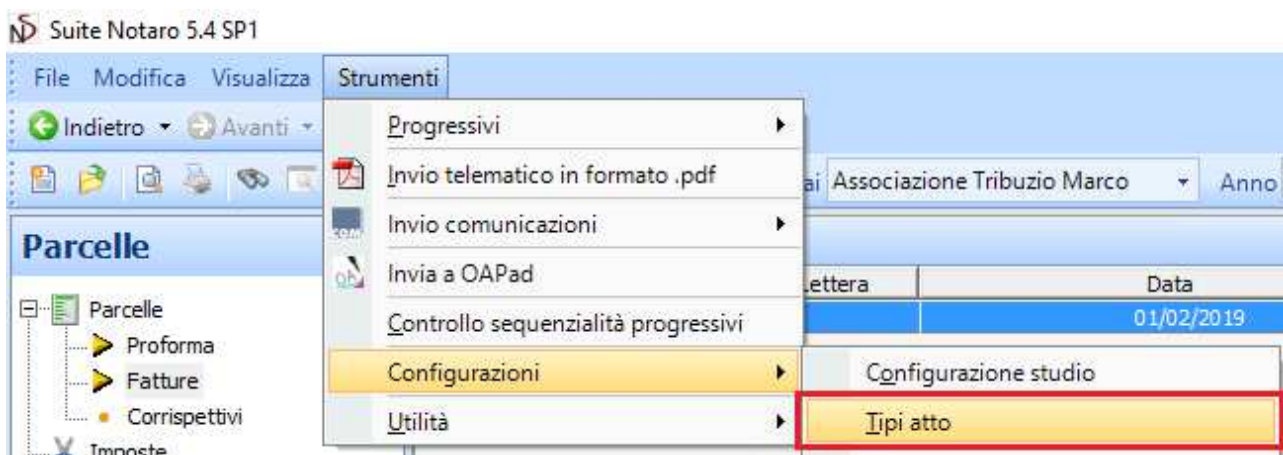 Suite Notaro 5.4 SP1
File Modifica Visualizza Strumenti
Indietro Avanti
Progressivi
Invio telematico in formato .pdf
ai Associazione Tribuzio Marco Anno
Parcelle
Invio comunicazioni
Invia a OAPad
Lettera Data
Parcelle
Controllo sequenzialità progressivi
01/02/2019
Proforma
Fatture
Configurazioni
Configurazione studio
Corrispettivi
Utilità
Tipi atto
Imposte